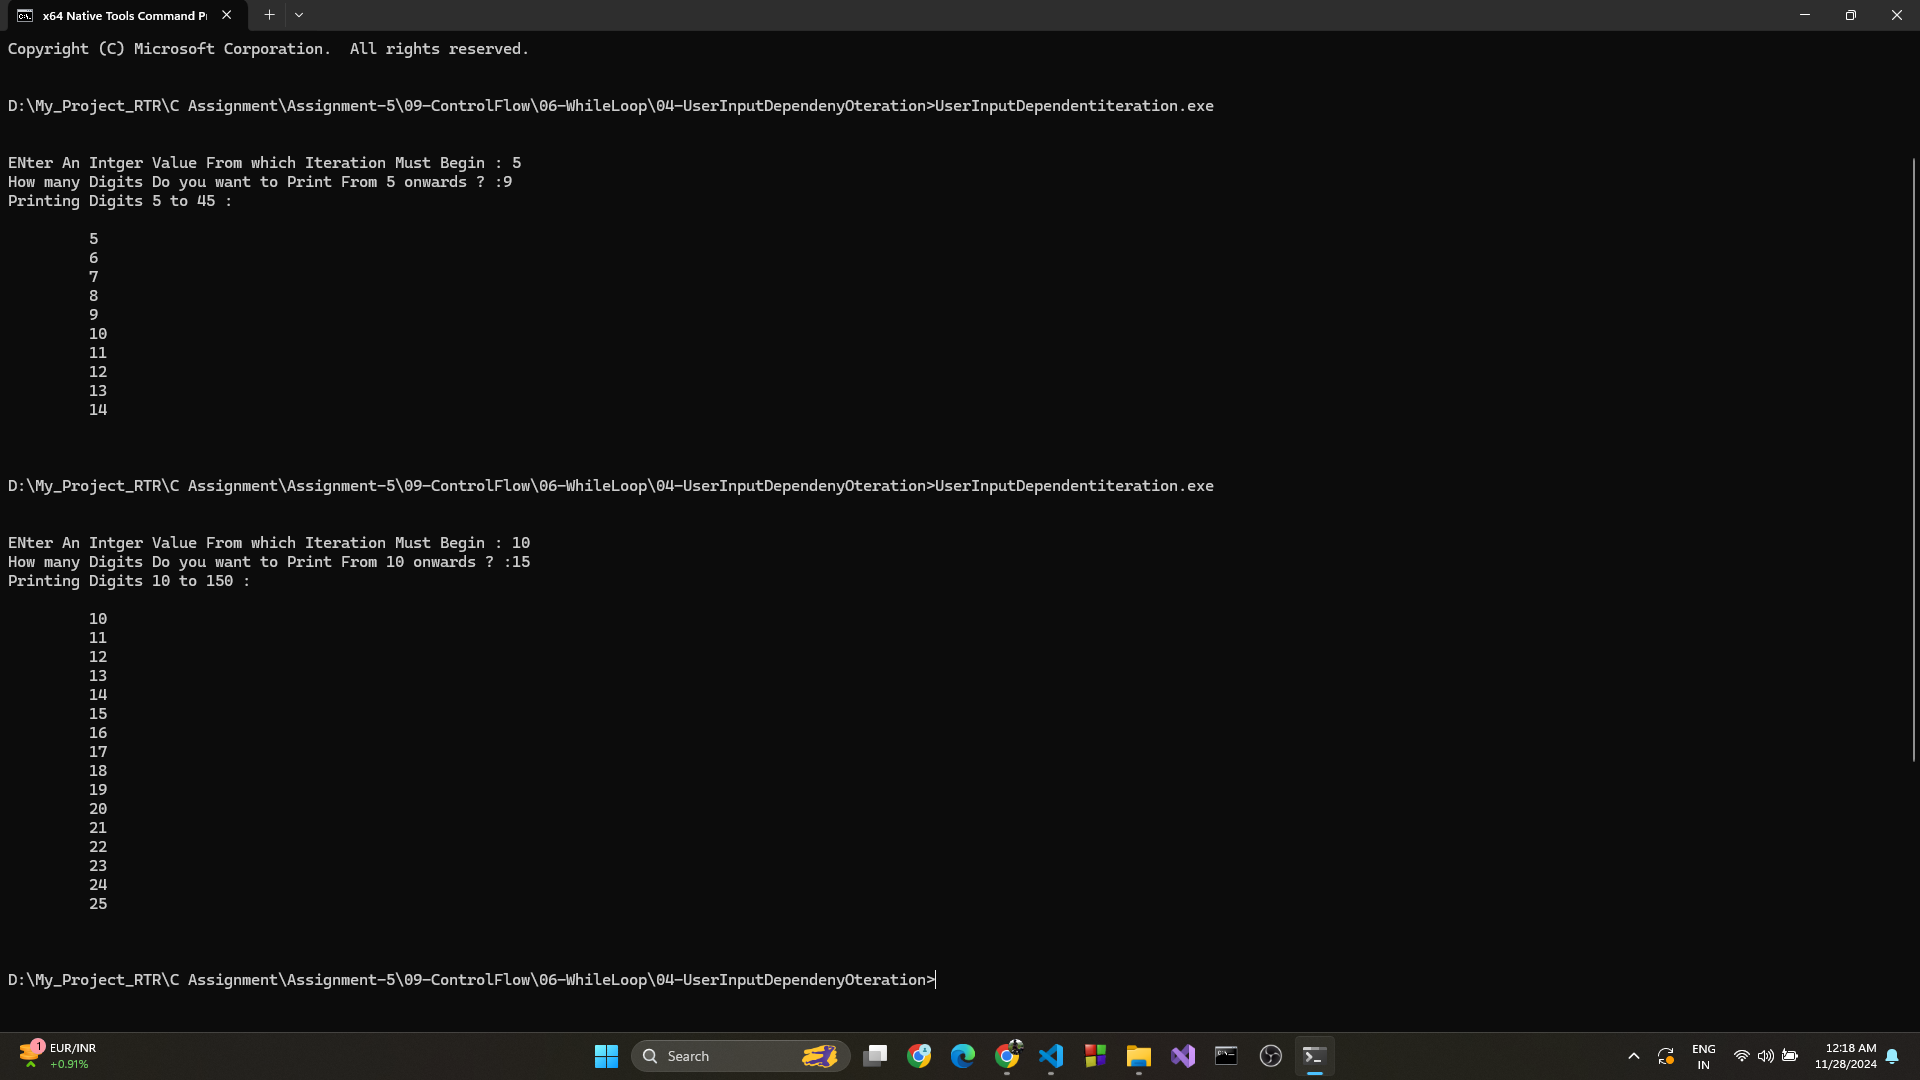 x64 Native Tools Command P
Copyright (C) Microsoft Corporation.  All rights reserved.
D:\My_Project_RTR\C Assignment\Assignment-5\09-ControlFlow\06-WhileLoop\04-UserInputDependenyOteration>UserInputDependentiteration.exe
ENter An Intger Value From which Iteration Must Begin : 5
How many Digits Do you want to Print From 5 onwards ? :9
Printing Digits 5 to 45 :
5
6
7
8
9
10
11
12
13
14
D:\My_Project_RTR\C Assignment\Assignment-5\09-ControlFlow\06-WhileLoop\04-UserInputDependenyOteration>UserInputDependentiteration.exe
ENter An Intger Value From which Iteration Must Begin : 10
How many Digits Do you want to Print From 10 onwards ? :15
Printing Digits 10 to 150 :
10
11
12
13
14
15
16
17
18
19
20
21
22
23
24
25
D:\My_Project_RTR\C Assignment\Assignment-5\09-ControlFlow\06-WhileLoop\04-UserInputDependenyOteration>
1
EUR/INR
+0.91%
Search
ENG
IN
12:18 AM
11/28/2024